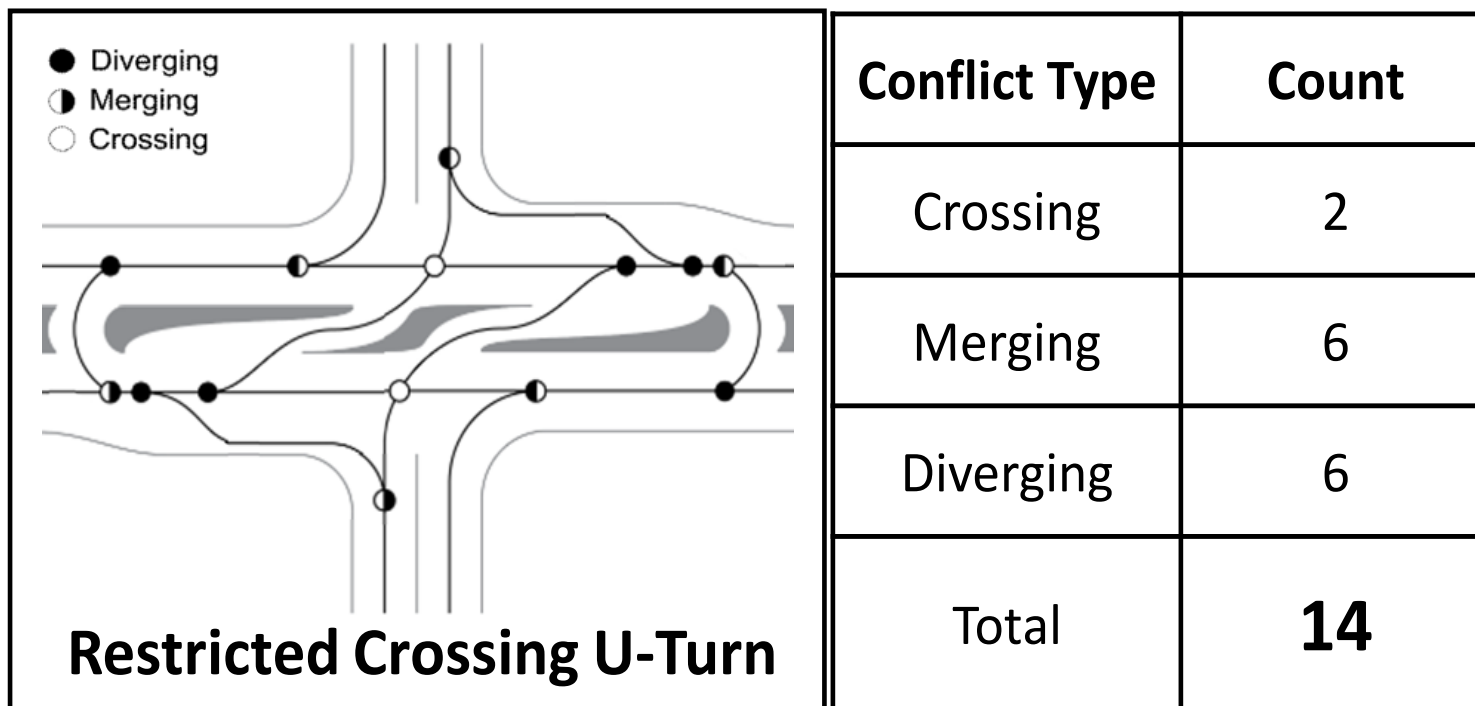 Diverging
Merging
Crossing
Restricted Crossing U-Turn
Conflict Type Count
Crossing 2
Merging 6
Diverging 6
Total 14